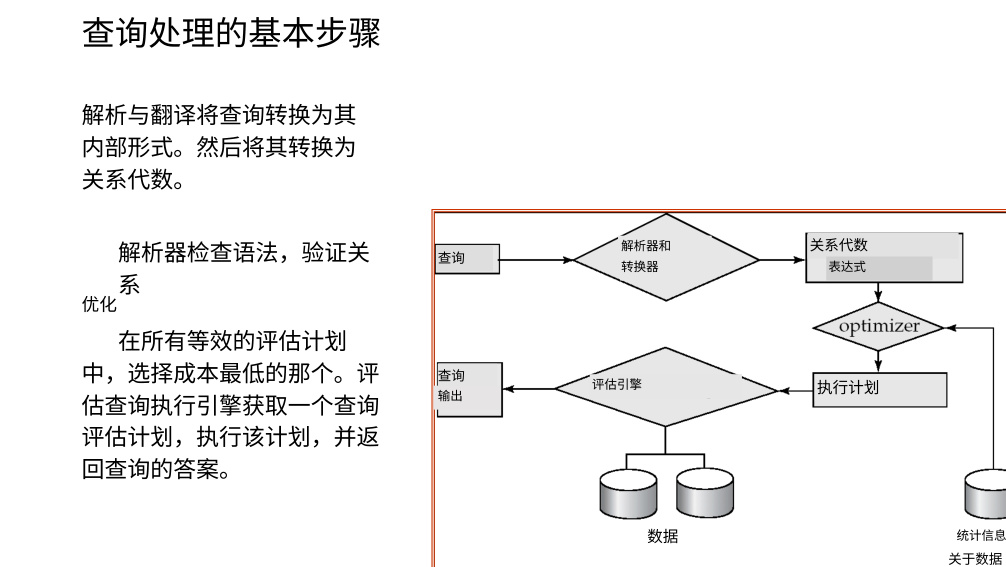 查询处理的基本步骤
解析与翻译将查询转换为其
内部形式。然后将其转换为
关系代数。
解析器检查语法，验证关
系
优化
在所有等效的评估计划
中，选择成本最低的那个。评
估查询执行引擎获取一个查询
评估计划，执行该计划，并返
回查询的答案。
查询
解析器和
转换器
关系代数
表达式
optimizer
查询
输出
评估引擎
执行计划
数据
统计信息
关于数据